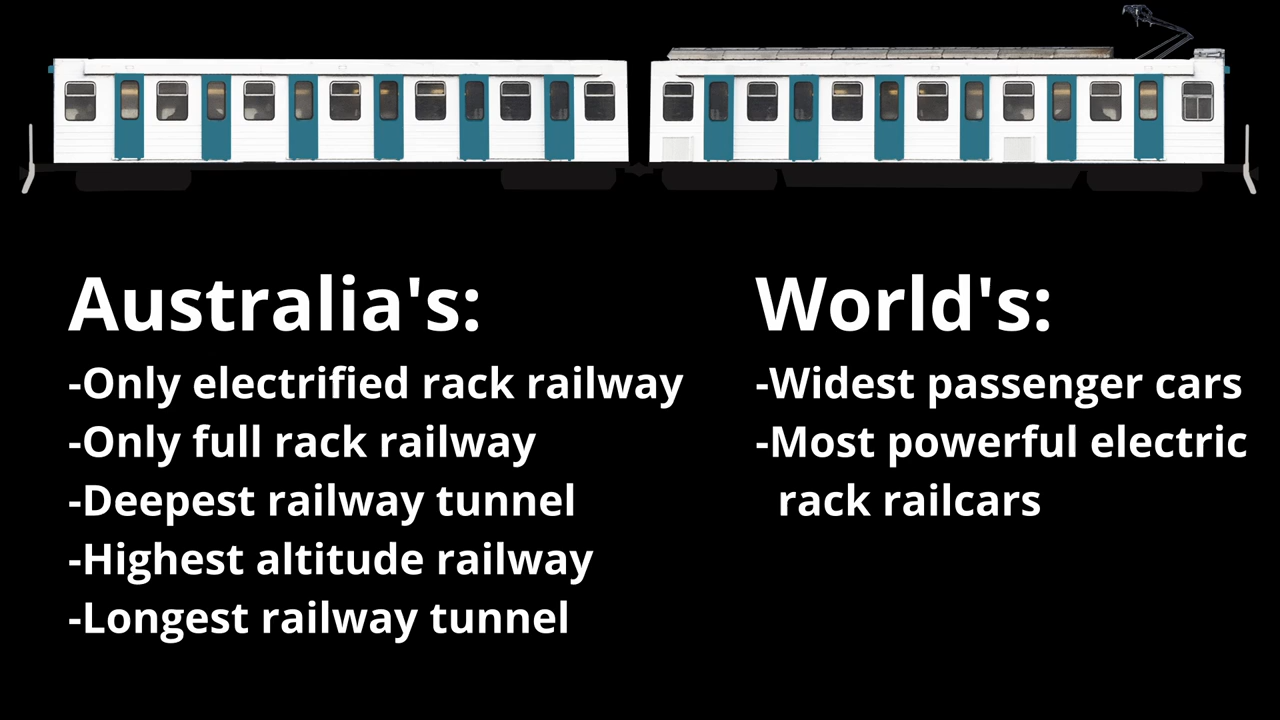 Australia's:
-Only electrified rack railway
-Only full rack railway
-Deepest railway tunnel
-Highest altitude railway
-Longest railway tunnel
World's:
-Widest passenger cars
-Most powerful electric
rack railcars